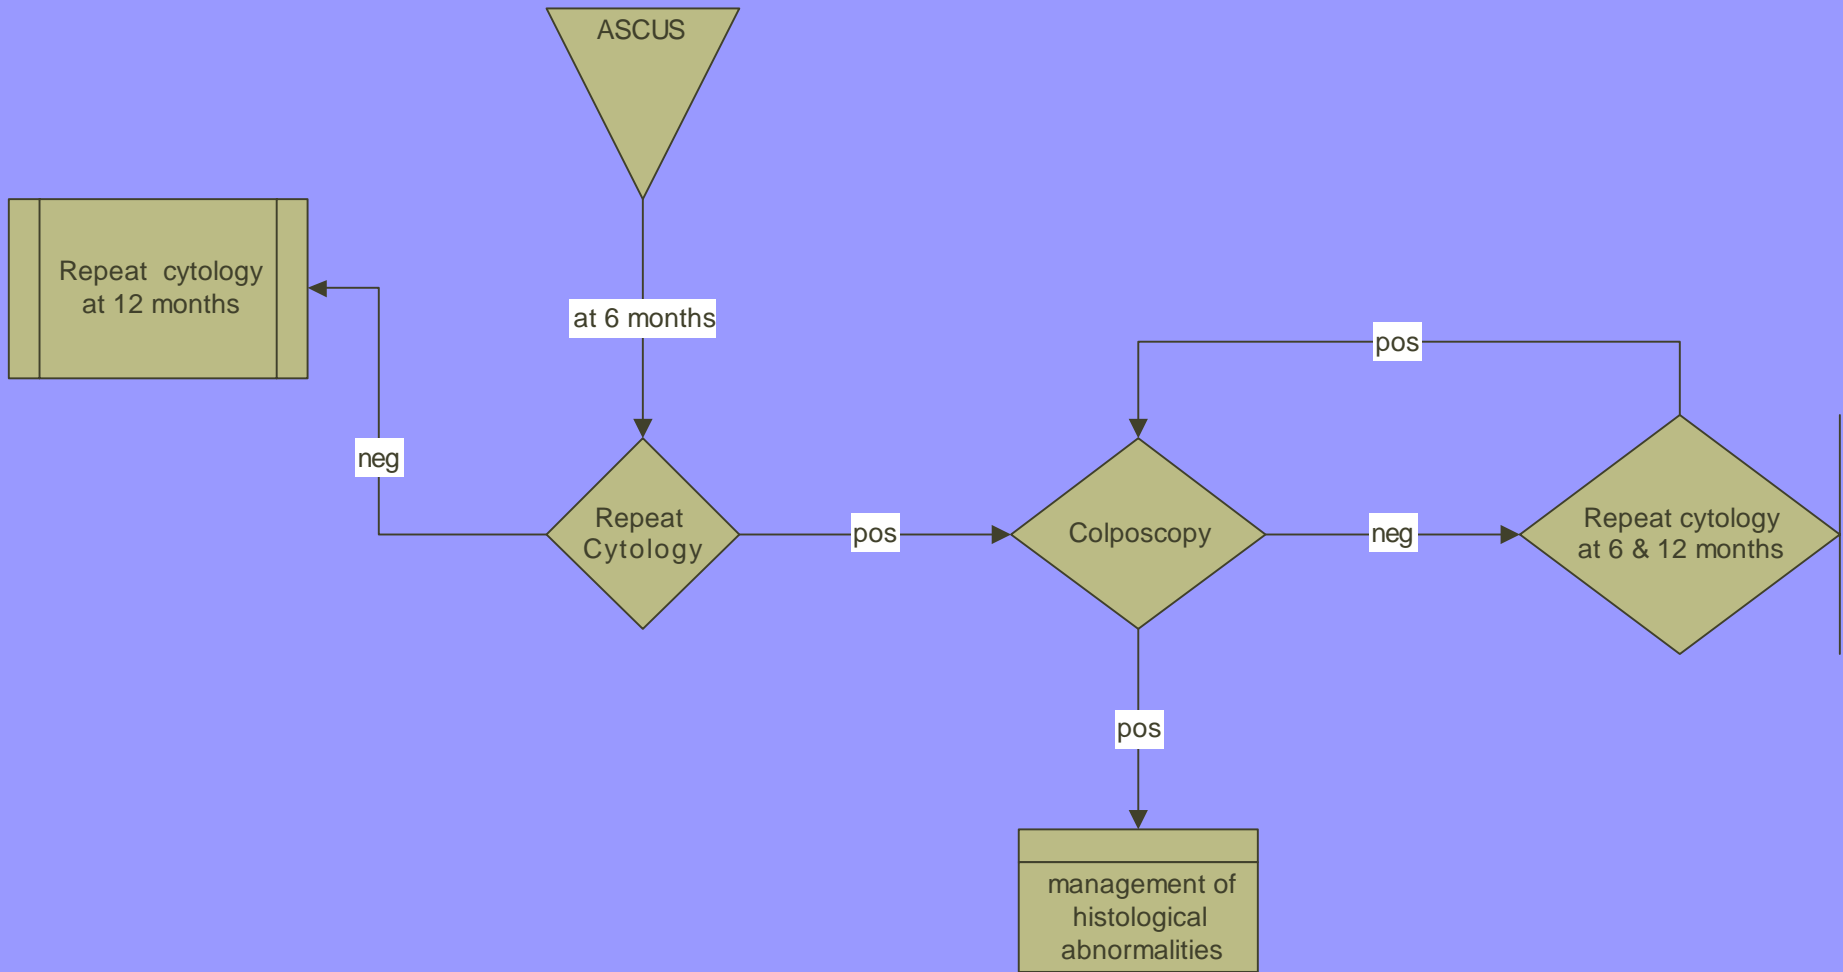 ASCUS
Repeat cytology
at 12 months
at 6 months
pos
neg
Repeat
Cytology
pos
Colposcopy
neg
Repeat cytology
at 6 & 12 months
pos
management of
histological
abnormalities